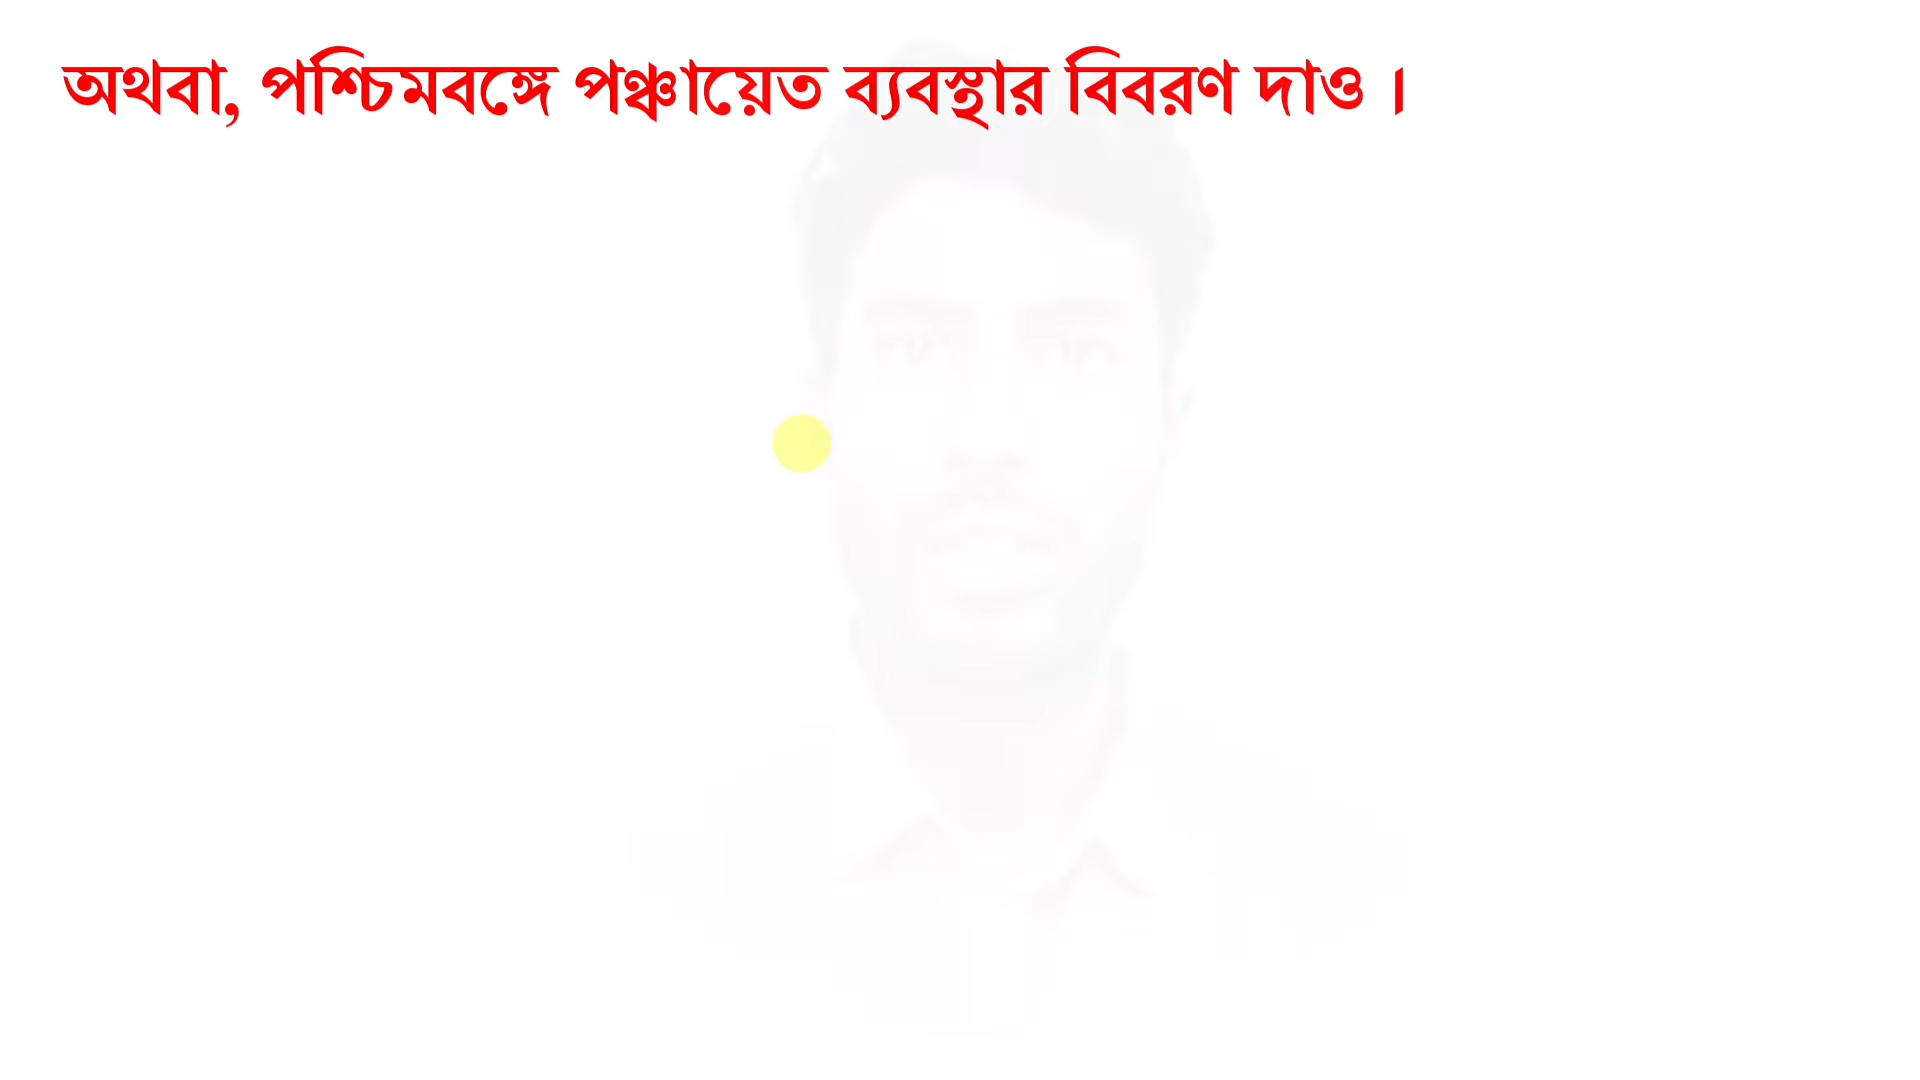 অথবা, পশ্চিমবঙ্গে পঞ্চায়েত ব্যবস্থার বিবরণ দাও ।